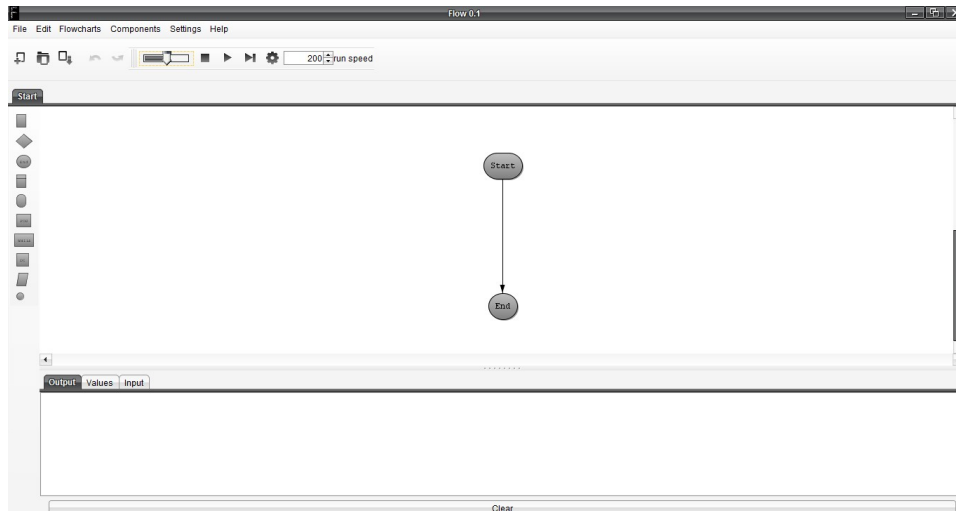 Flow 0.1
File Edit Flowcharts Components Settings Help
200 run speed
Start
Start
End
Output Values Input
Clear